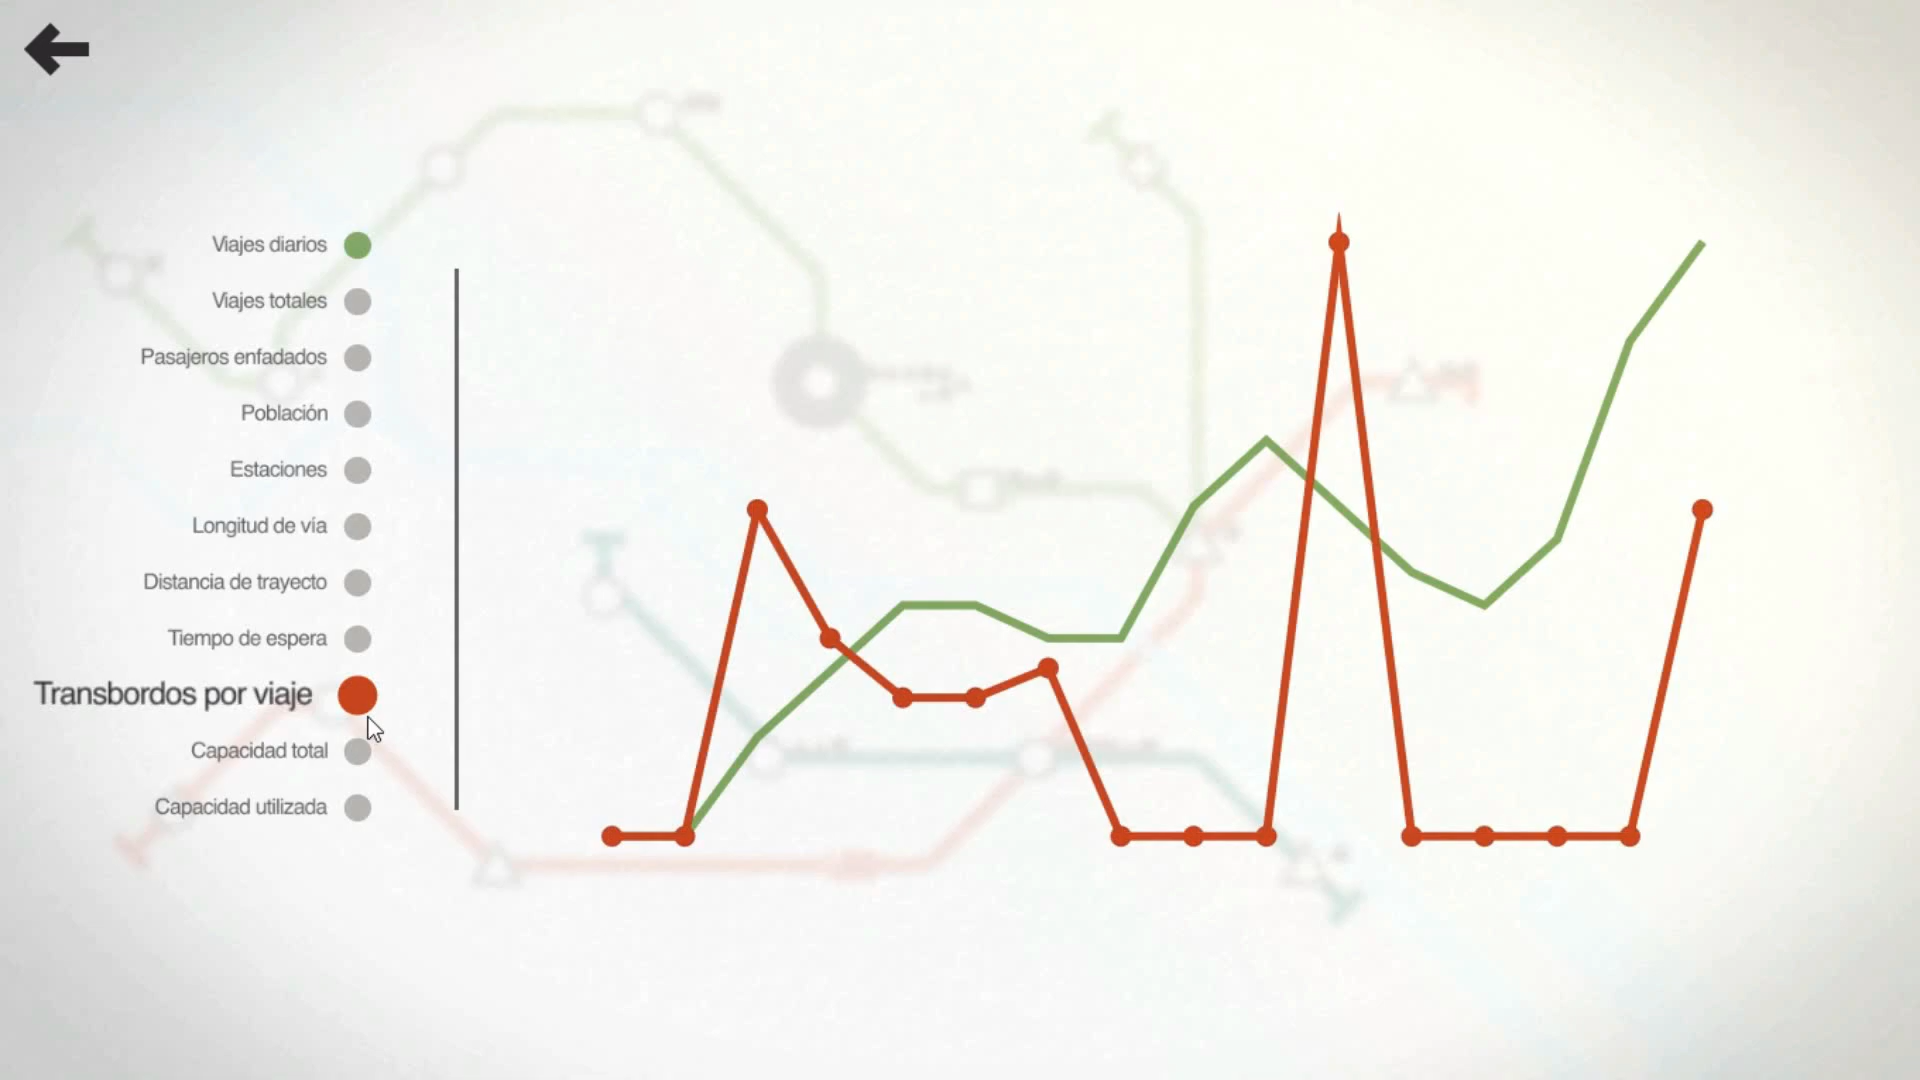 Viajes diarios
Viajes totales
Pasajeros enfadados
Población
Estaciones
Longitud de vía
Distancia de trayecto
Tiempo de espera
Transbordos por viaje
Capacidad total
Capacidad utilizada